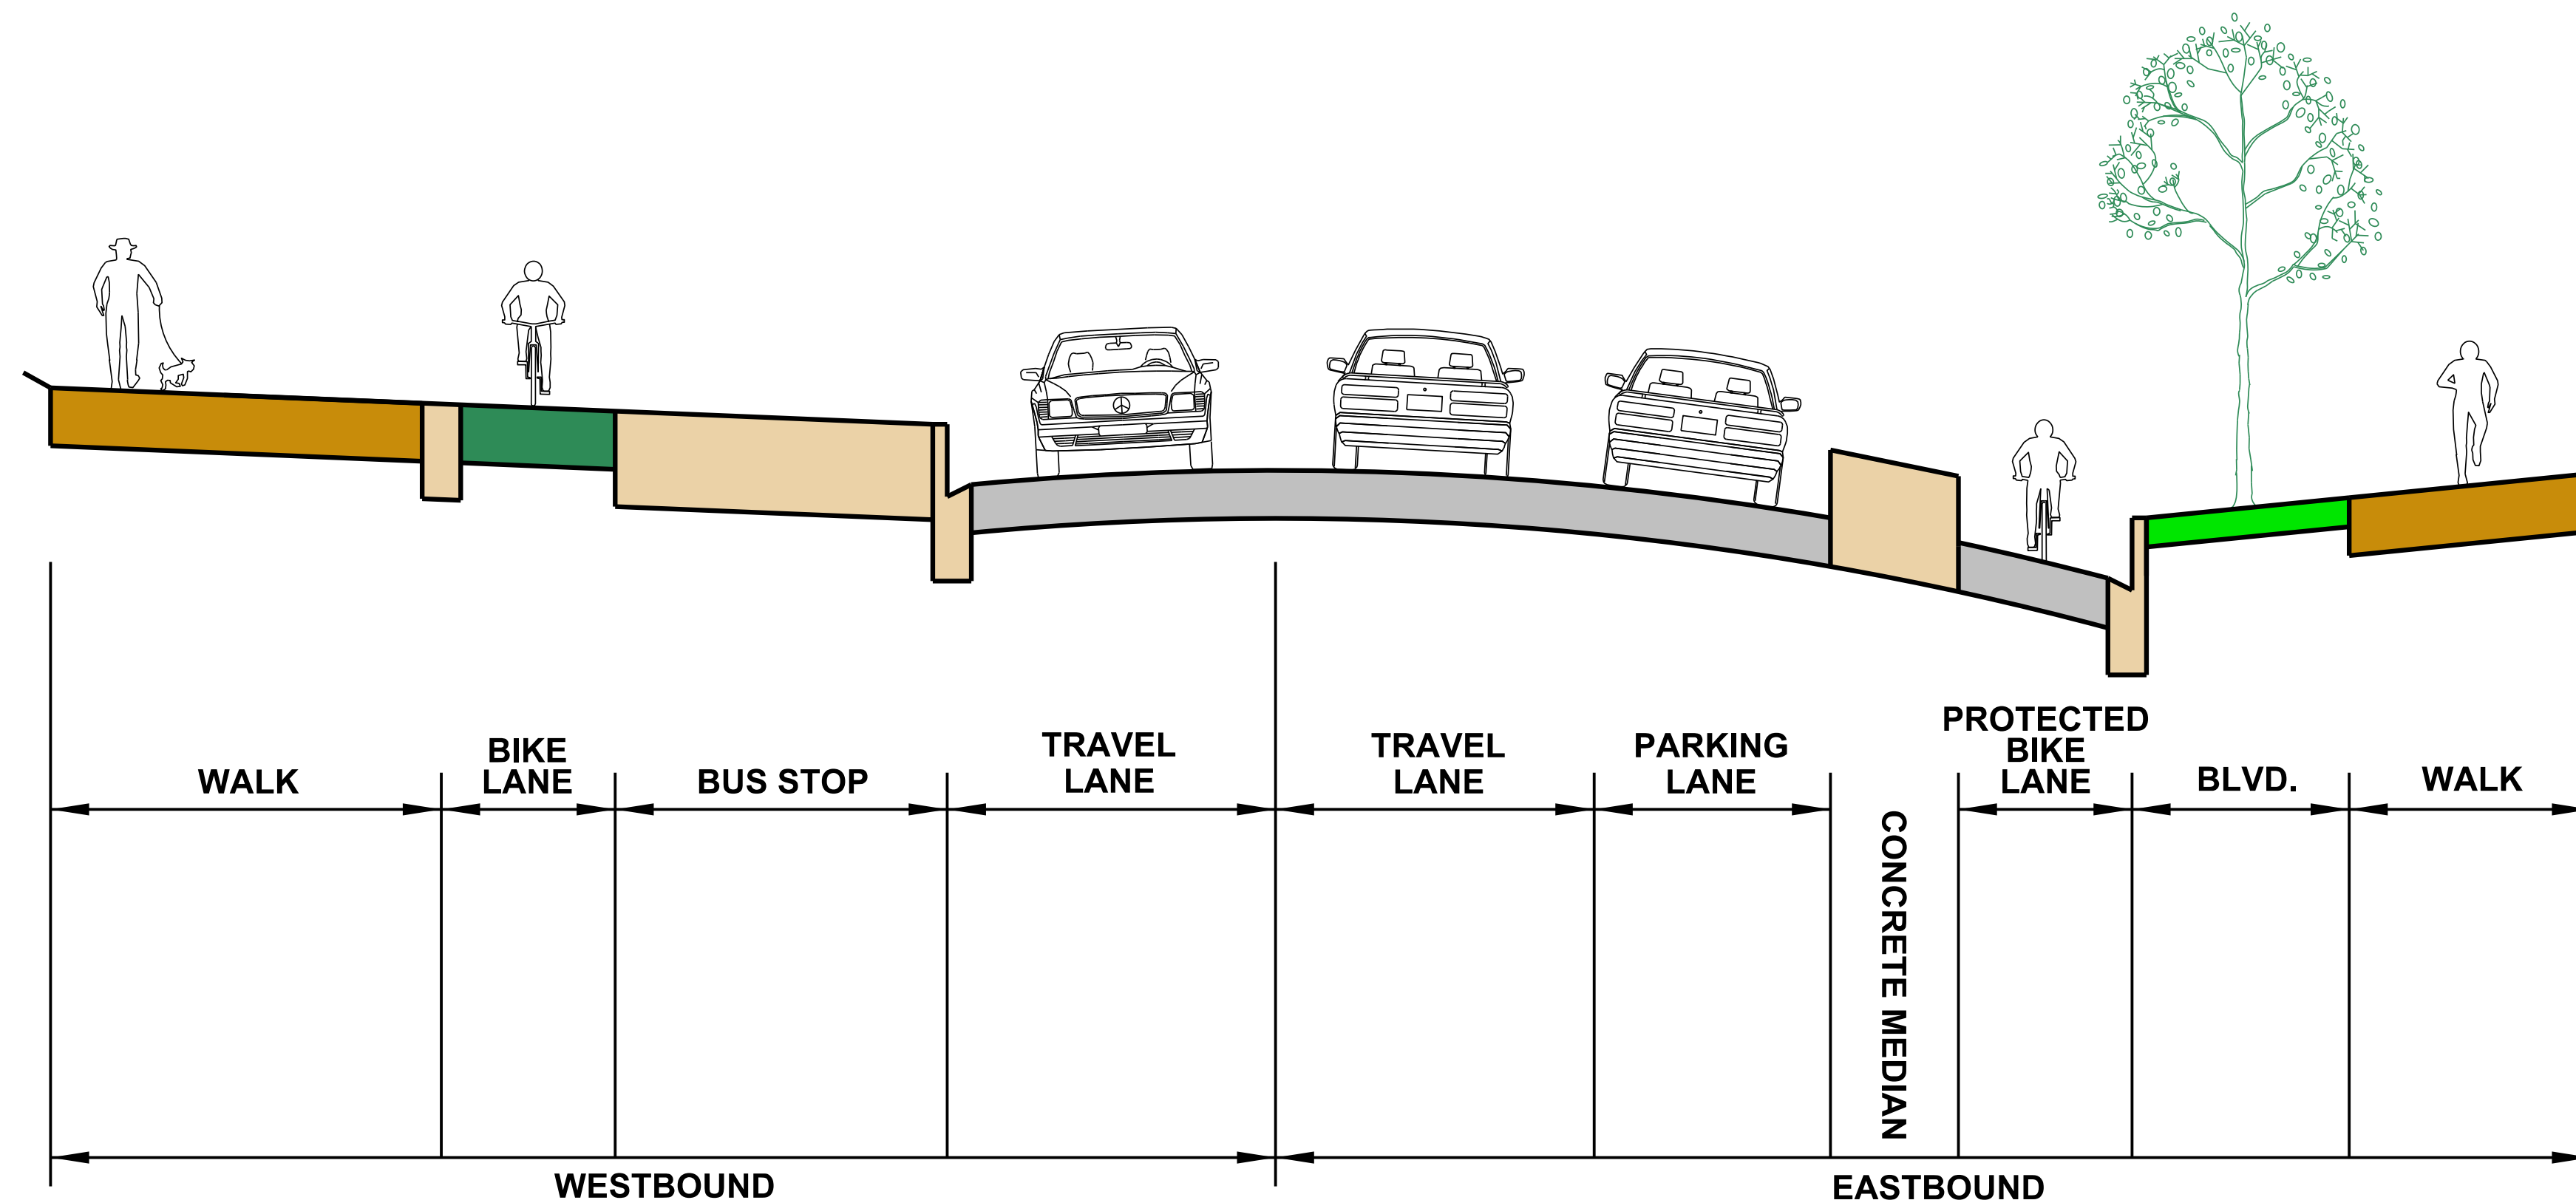 WALK
BIKE
LANE
BUS STOP
TRAVEL
LANE
TRAVEL
LANE
PARKING
LANE
CONCRETE MEDIAN
PROTECTED
BIKE
LANE
BLVD.
WALK
WESTBOUND
EASTBOUND